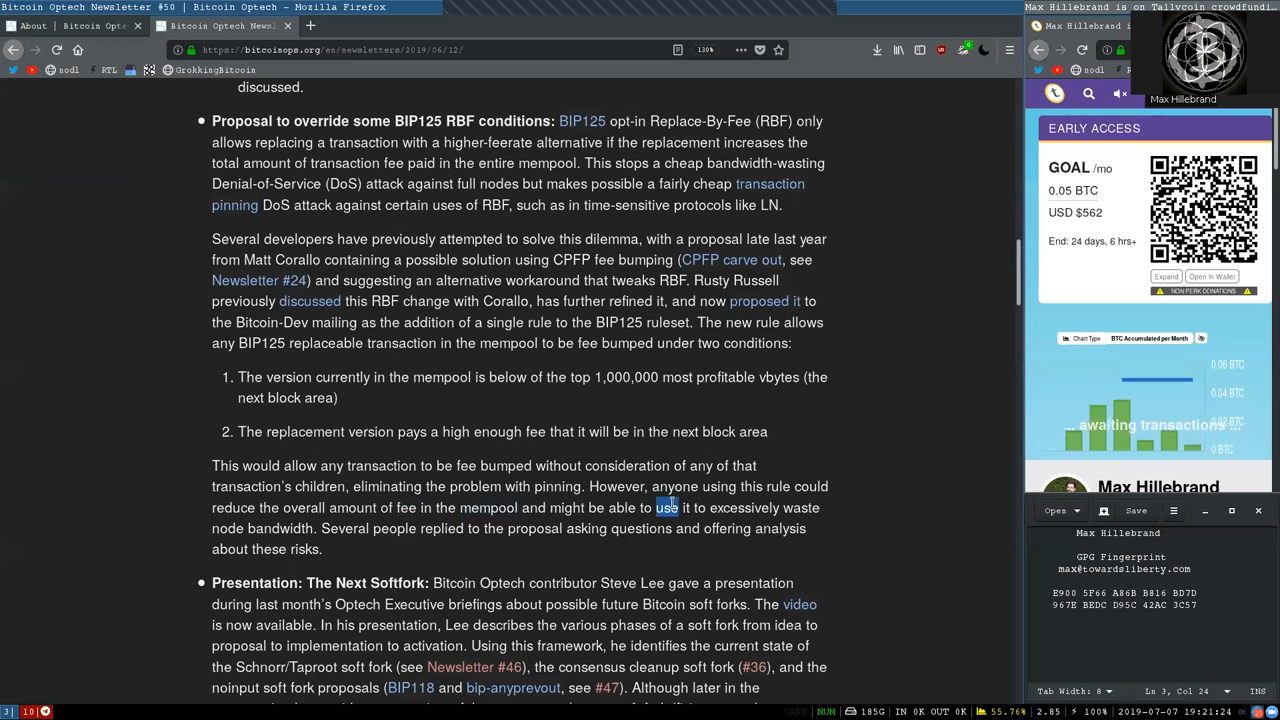 Bitcoin Optech Newsletter #50 | Bitcoin Optech - Mozilla Firefox
Max Hillebrand is on Tallycoin crowdfundi
About | Bitcoin Opt
Bitcoin Optech Newsl
https://bitcoinops.org/en/newsletters/2019/06/12/
130%
nodl
RTL
GrokkingBitcoin
discussed.
Proposal to override some BIP125 RBF conditions: BIP125 opt-in Replace-By-Fee (RBF) only
allows replacing a transaction with a higher-feerate alternative if the replacement increases the
total amount of transaction fee paid in the entire mempool. This stops a cheap bandwidth-wasting
Denial-of-Service (DoS) attack against full nodes but makes possible a fairly cheap transaction
pinning DoS attack against certain uses of RBF, such as in time-sensitive protocols like LN.
Several developers have previously attempted to solve this dilemma, with a proposal late last year
from Matt Corallo containing a possible solution using CPFP fee bumping (CPFP carve out, see
Newsletter #24) and suggesting an alternative workaround that tweaks RBF. Rusty Russell
previously discussed this RBF change with Corallo, has further refined it, and now proposed it to
the Bitcoin-Dev mailing as the addition of a single rule to the BIP125 ruleset. The new rule allows
any BIP125 replaceable transaction in the mempool to be fee bumped under two conditions:
1. The version currently in the mempool is below of the top 1,000,000 most profitable vbytes (the
next block area)
2. The replacement version pays a high enough fee that it will be in the next block area
This would allow any transaction to be fee bumped without consideration of any of that
transaction's children, eliminating the problem with pinning. However, anyone using this rule could
reduce the overall amount of fee in the mempool and might be able to use it to excessively waste
node bandwidth. Several people replied to the proposal asking questions and offering analysis
about these risks.
Presentation: The Next Softfork: Bitcoin Optech contributor Steve Lee gave a presentation
during last month's Optech Executive briefings about possible future Bitcoin soft forks. The video
is now available. In his presentation, Lee describes the various phases of a soft fork from idea to
proposal to implementation to activation. Using this framework, he identifies the current state of
the Schnorr/Taproot soft fork (see Newsletter #46), the consensus cleanup soft fork (#36), and the
noinput soft fork proposals (BIP118 and bip-anyprevout, see #47). Although later in the
Max Hillebrand
nodl
Max Hillebrand
EARLY ACCESS
GOAL /mo
0.05 BTC
USD $562
End: 24 days, 6 hrs+
Expand
Open in Wallet
NON PERK DONATIONS
Chart Type
BTC Accumulated per Month
0.06 BTC
0.04 BTC
... awaiting transactions ...
0 BTC
Max Hillebrand
Open
Save
Max Hillebrand
GPG Fingerprint
max@towardsliberty.com
E900 5F66 A86B B816 BD7D
967E BEDC D95C 42AC 3C57
Tab Width: 8
Ln 3, Col 24
INS
3
10
CAPS NUM
185G
IN 0K OUT 0K
55.76%
2.85
100%
2019-07-07 19:21:24
DE